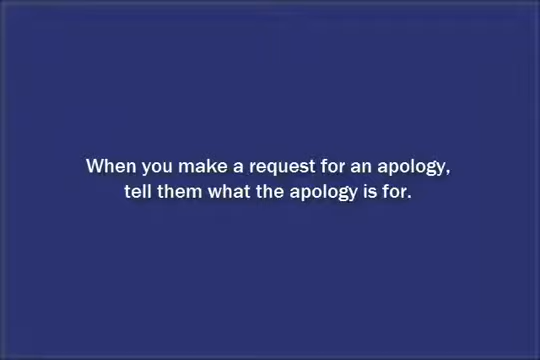 When you make a request for an apology,
tell them what the apology is for.